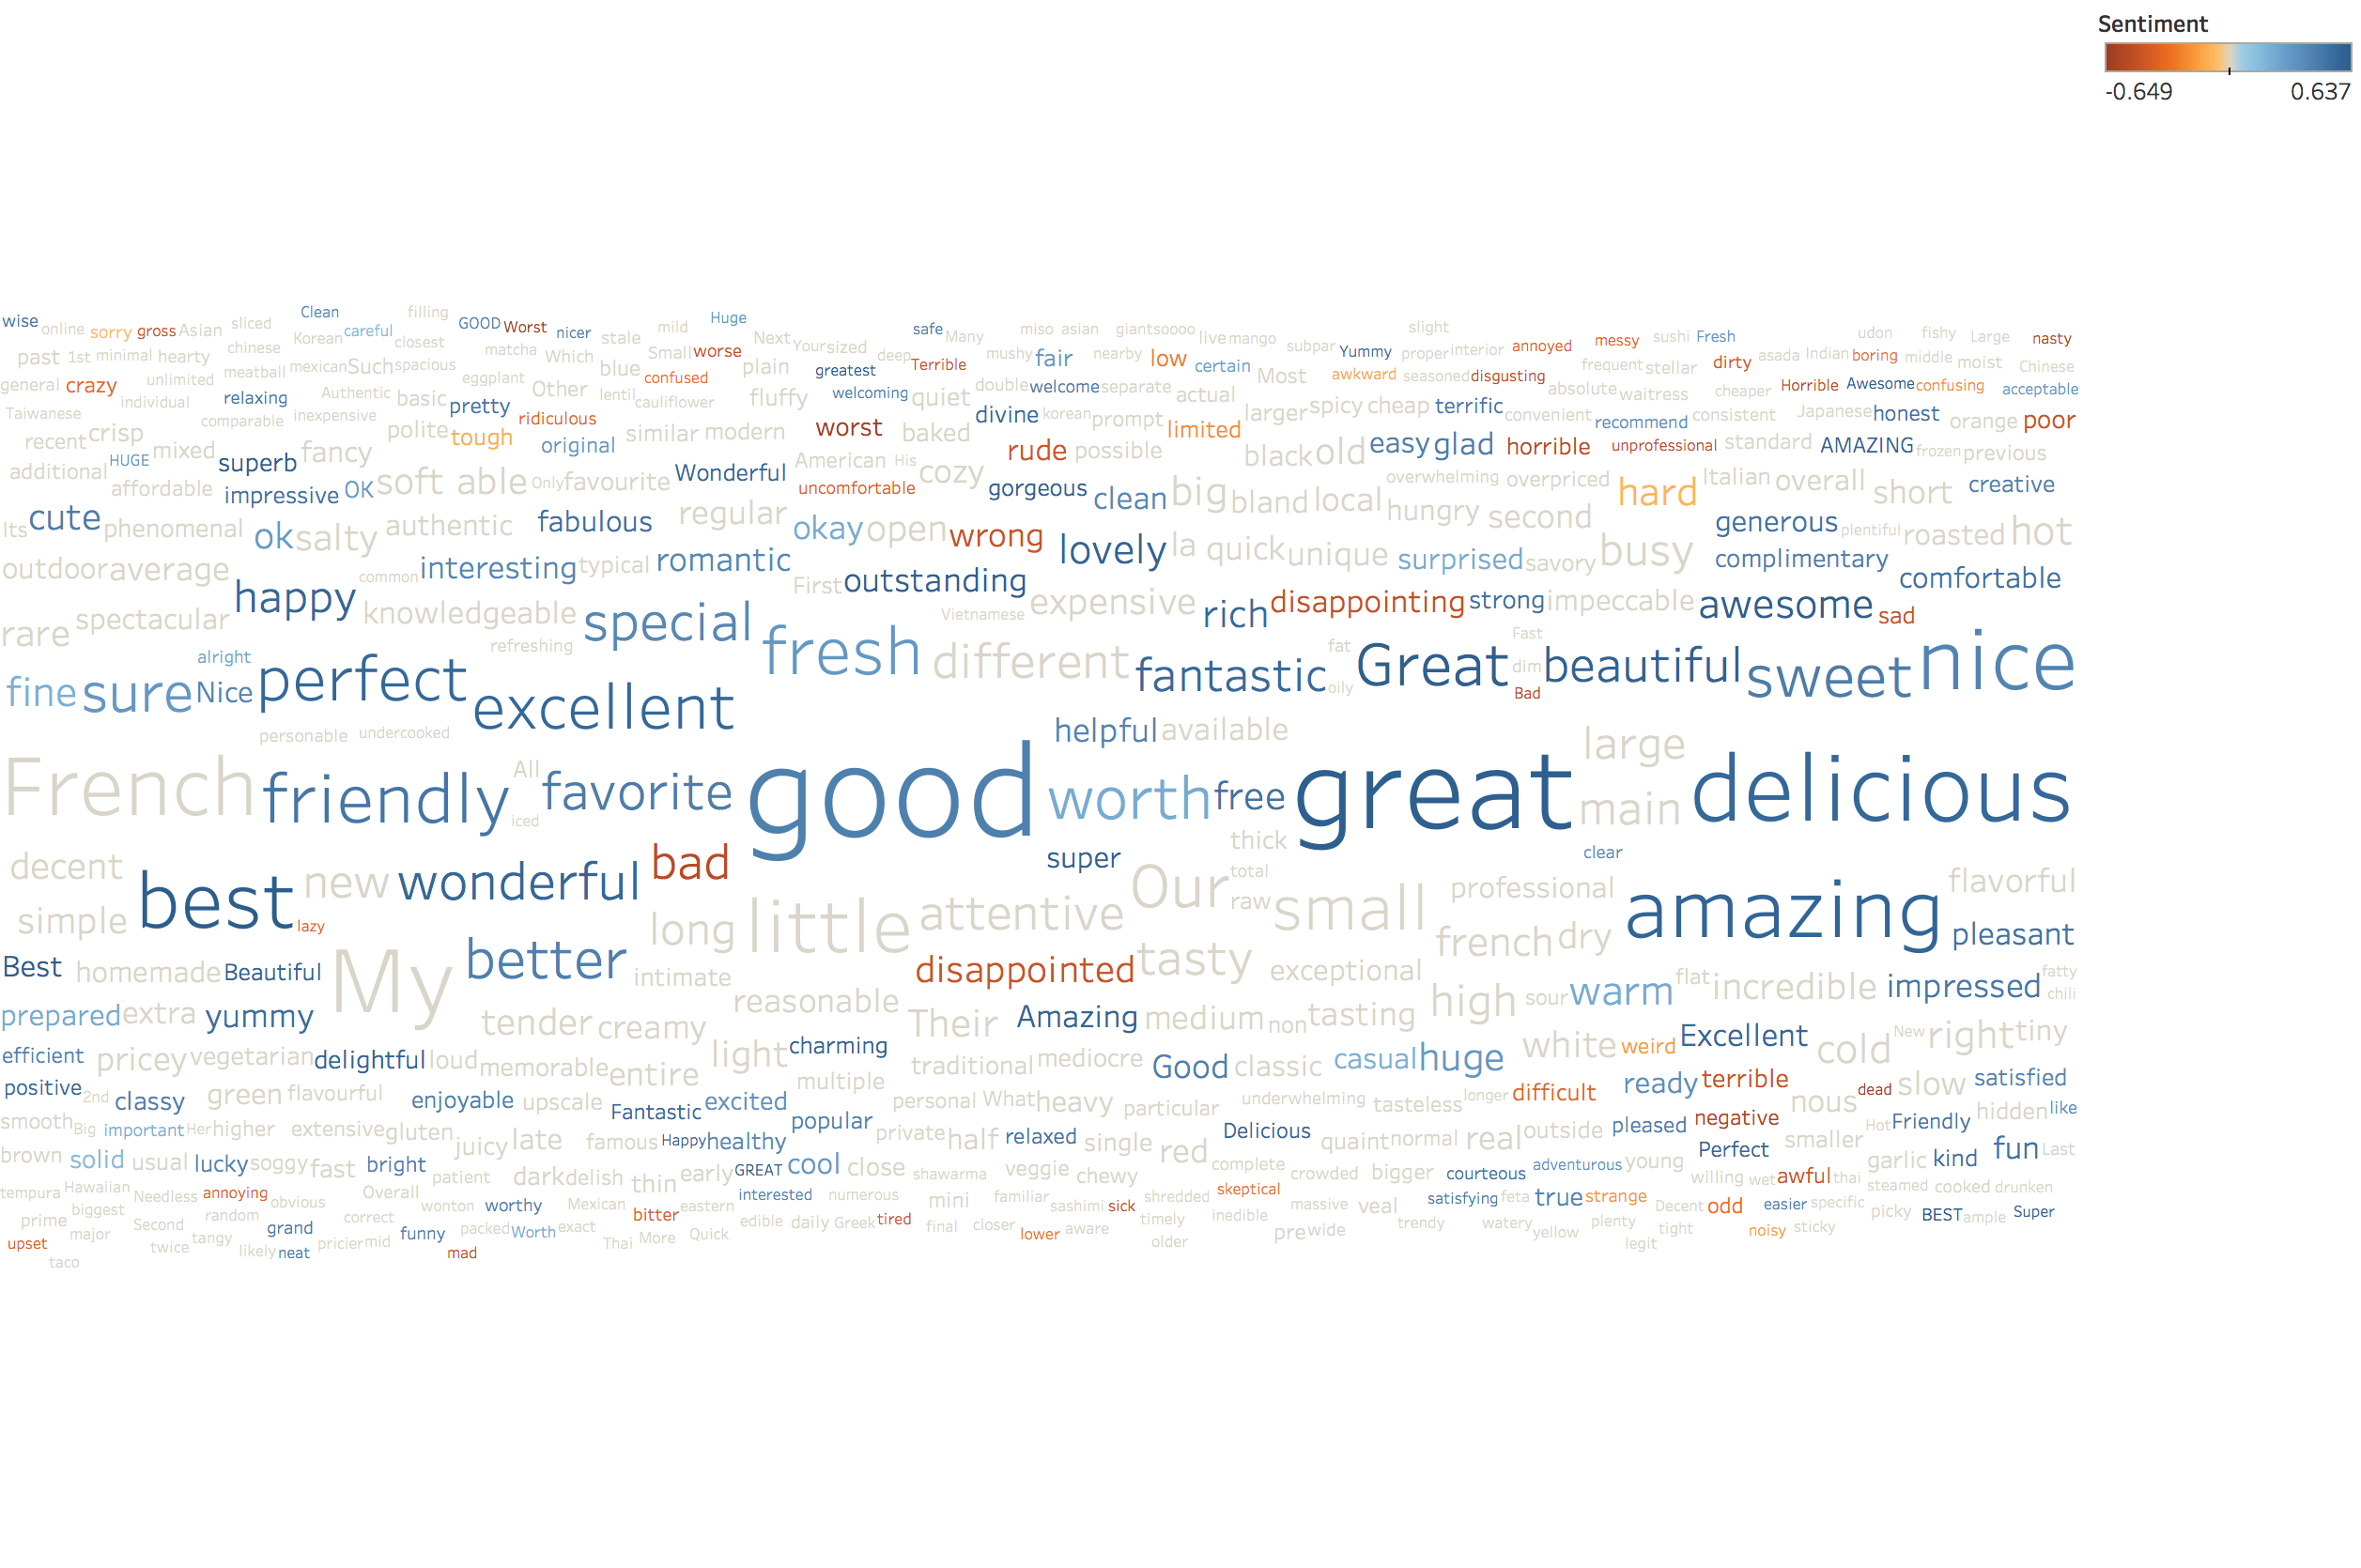 Sentiment
-0.649 0.637
wise online sorry gross Asian sliced Clean filling GOOD Worst nicer stale mild Huge Next safe Many miso asian giant soooo live mango slight sushi Fresh udon fishy Large nasty
past 1st minimal hearty chinese Korean careful closest matcha Which Small worse plain Your sized deep Terrible mushy fair nearby low certain subpar Yummy proper interior annoyed messy frequent stellar dirty asada Indian boring middle moist Chinese
general crazy unlimited meatball mexican Such spacious eggplant Other blue confused greatest welcoming double welcome separate actual Most awkward seasoned disgusting absolute waitress cheaper Horrible Awesome confusing acceptable
Taiwanese individual relaxing Authentic basic pretty lentil cauliflower fluffy quiet divine korean prompt larger spicy cheap terrific convenient recommend consistent Japanese honest orange poor
recent crisp comparable inexpensive polite tough ridiculous similar modern worst baked rude possible limited black old easy glad horrible unprofessional standard AMAZING frozen previous
additional HUGE mixed superb fancy original Wonderful American His cozy gorgeous clean big bland local overwhelming overpriced hard Italian overall short creative
affordable impressive OK soft able Only favourite uncomfortable
Its cute phenomenal ok salty authentic fabulous regular okay open wrong lovely la quick unique hungry second surprised savory busy generous plentiful roasted hot
outdoor average common interesting typical romantic First outstanding complimentary comfortable
rare spectacular happy knowledgeable refreshing special Vietnamese expensive rich disappointing strong impeccable awesome sad
alright fresh different fantastic fat oily Great Fast dim Bad beautiful sweet nice
fine sure Nice perfect excellent
personable undercooked helpful available large
French friendly All iced favorite good worth free great main delicious
decent new wonderful bad super thick total clear
simple best lazy long little attentive Our raw small professional french dry amazing flavorful pleasant
Best homemade Beautiful My better intimate disappointed tasty exceptional high sour warm flat incredible impressed fatty chili
prepared extra yummy tender creamy reasonable Their Amazing medium non tasting white weird Excellent cold New right tiny
efficient pricey vegetarian delightful loud memorable entire light charming traditional mediocre Good classic casual huge
positive 2nd classy green flavourful enjoyable upscale Fantastic excited multiple personal What heavy particular underwhelming tasteless longer difficult ready terrible dead slow satisfied
smooth Big important Her higher extensive gluten juicy late famous Happy healthy popular private half relaxed single red Delicious quaint normal real outside pleased negative nous Hot Friendly hidden like
brown solid usual lucky soggy fast bright patient dark delish thin early GREAT cool close shawarma veggie chewy complete crowded bigger courteous adventurous young Perfect smaller garlic kind fun Last
tempura Hawaiian Needless annoying obvious Overall wonton worthy Mexican eastern interested numerous mini familiar sashimi sick shredded skeptical massive veal satisfying feta true strange willing wet awful thai steamed cooked drunken
prime biggest Second random correct packed Worth exact bitter edible daily Greek tired final closer lower aware timely inedible trendy watery plenty Decent odd easier specific picky BEST ample Super
upset major twice tangy grand likely neat pricier mid funny mad Thai More Quick older pre wide yellow legit tight noisy sticky
taco